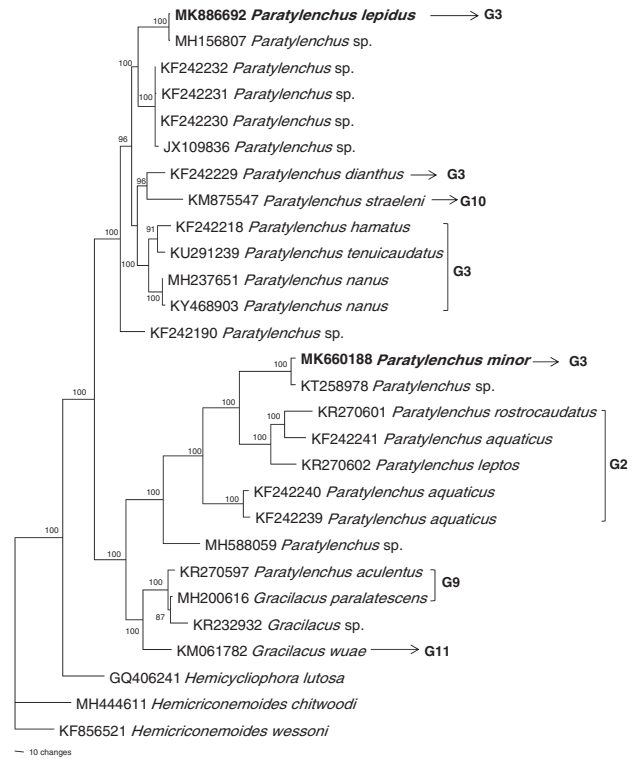 MK886692 Paratylenchus lepidus G3
100
MH156807 Paratylenchus sp.
100
KF242232 Paratylenchus sp.
KF242231 Paratylenchus sp.
100
KF242230 Paratylenchus sp.
96
JX109836 Paratylenchus sp.
KF242229 Paratylenchus dianthus G3
96
KM875547 Paratylenchus straeleni G10
KF242218 Paratylenchus hamatus
91
100
KU291239 Paratylenchus tenuicaudatus
100
G3
MH237651 Paratylenchus nanus
100
KY468903 Paratylenchus nanus
KF242190 Paratylenchus sp.
MK660188 Paratylenchus minor G3
100
KT258978 Paratylenchus sp.
100
100
KR270601 Paratylenchus rostrocaudatus
100
KF242241 Paratylenchus aquaticus
100
100
KR270602 Paratylenchus leptos
G2
100
KF242240 Paratylenchus aquaticus
100
KF242239 Paratylenchus aquaticus
100
MH588059 Paratylenchus sp.
100
KR270597 Paratylenchus aculentus
100
G9
MH200616 Gracilacus paralatescens
87
KR232932 Gracilacus sp.
100
KM061782 Gracilacus wuae G11
GQ406241 Hemicycliophora lutosa
MH444611 Hemicriconemoides chitwoodi
KF856521 Hemicriconemoides wessoni
10 changes